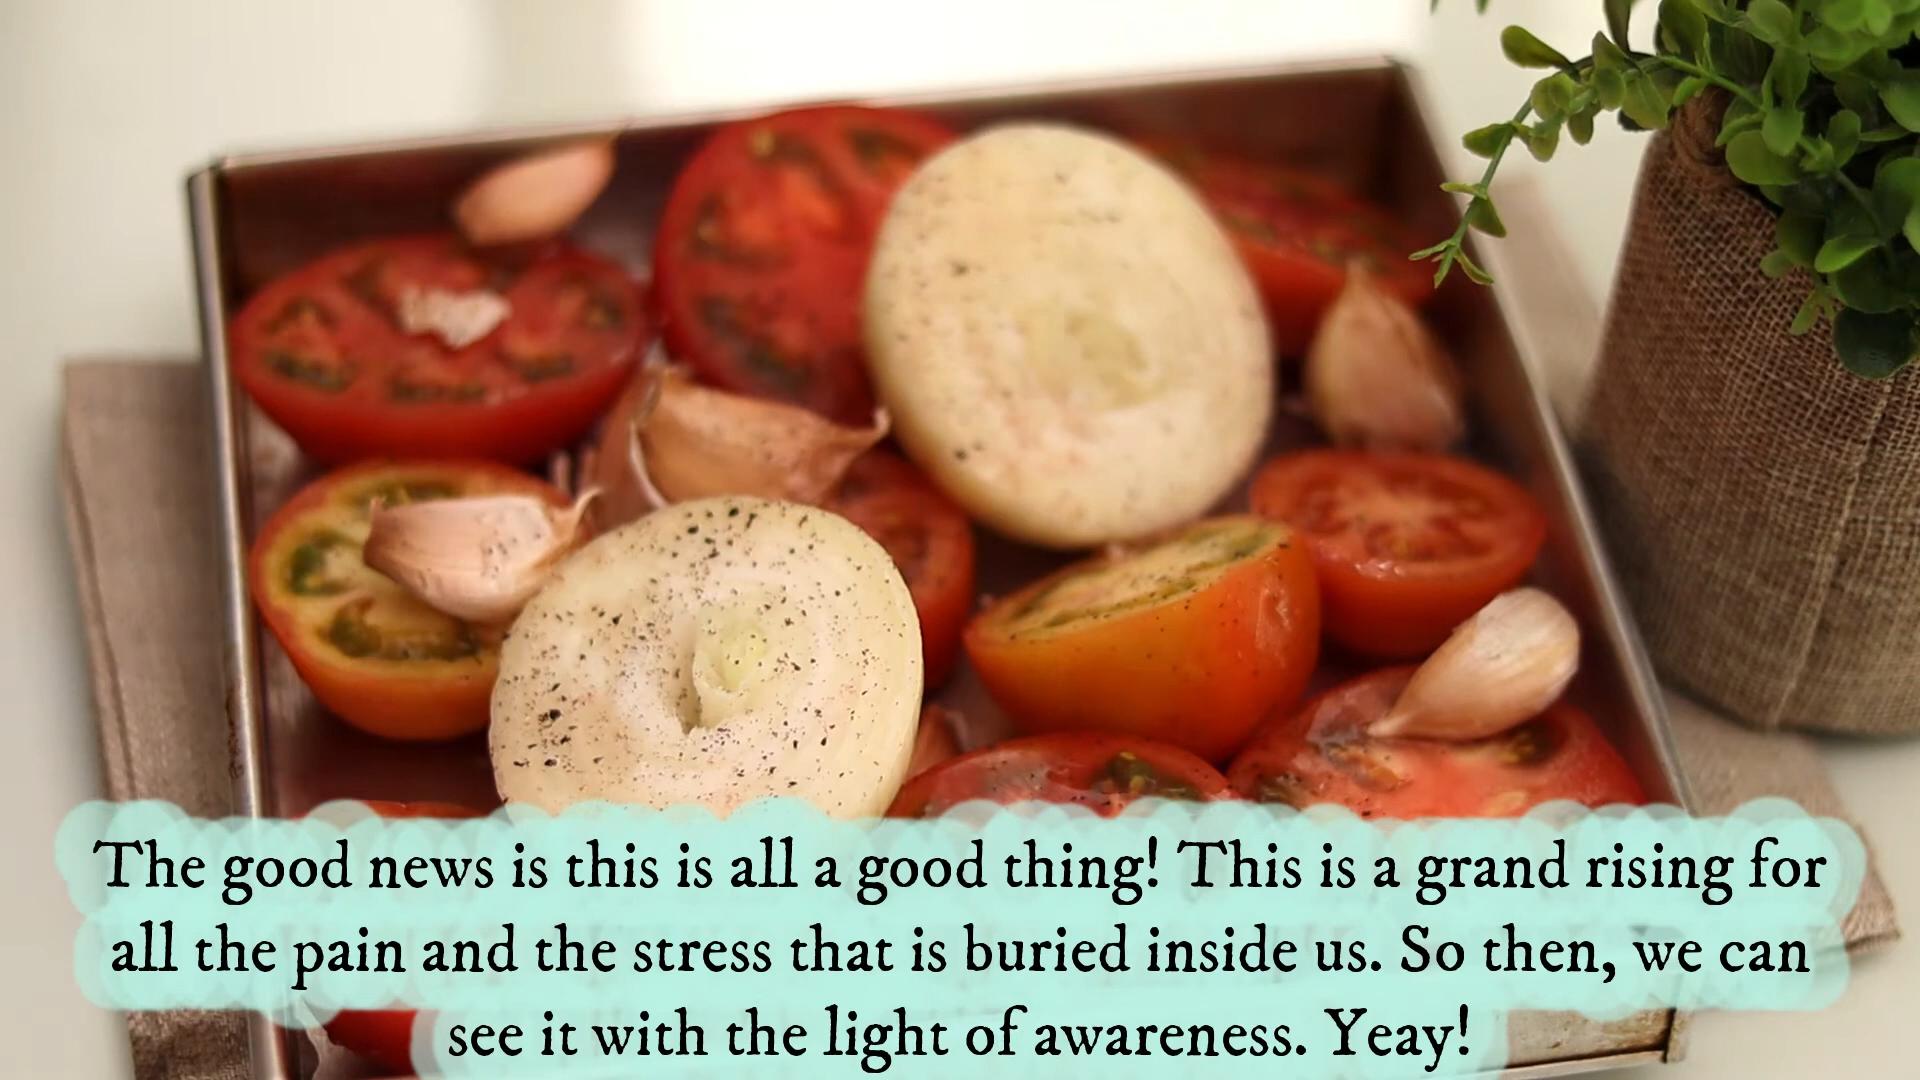 The good news is this is all a good thing! This is a grand rising for
all the pain and the stress that is buried inside us. So then, we can
see it with the light of awareness. Yeay!